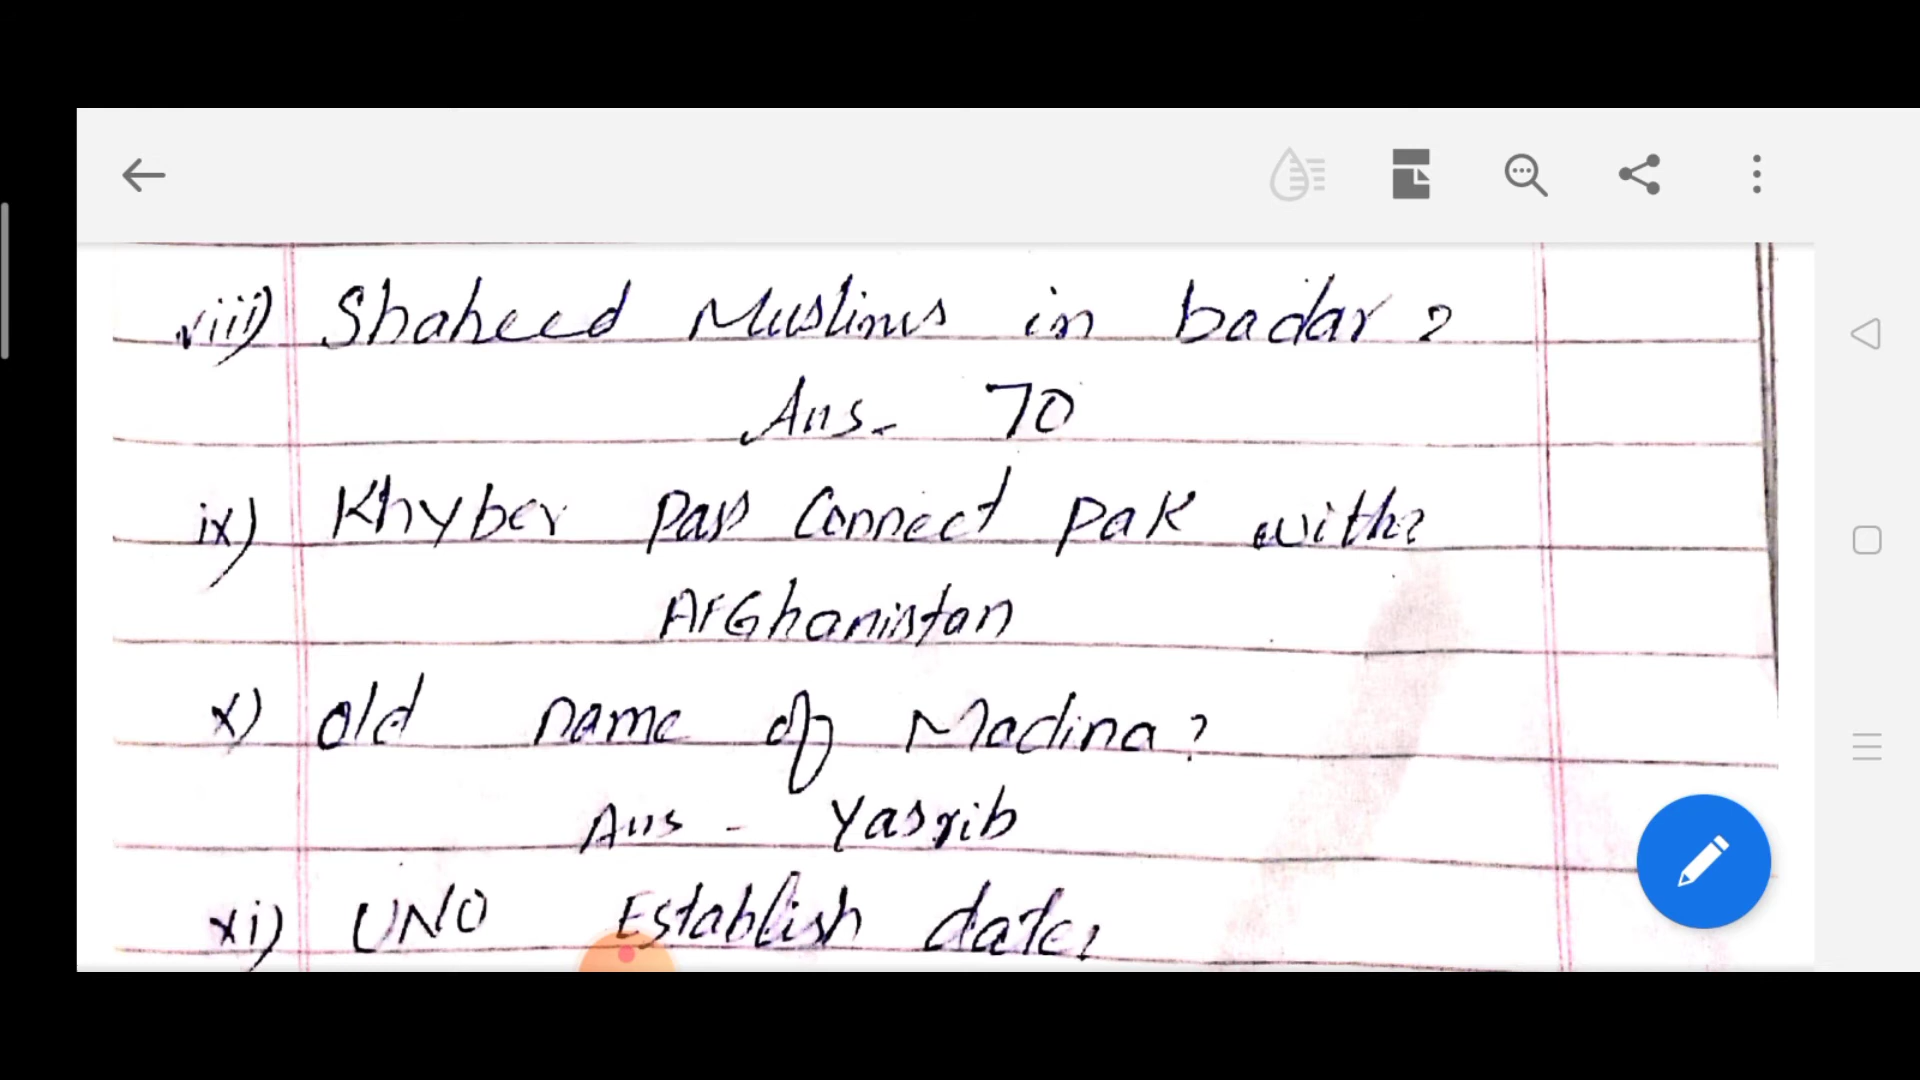 viii) Shaheed Muslims in badar?
Ans- 70
ix) Khyber pass Connect pak with?
AFGhanistan
x) old name of Madina?
Ans - Yasrib
xi) UNO Establish date?